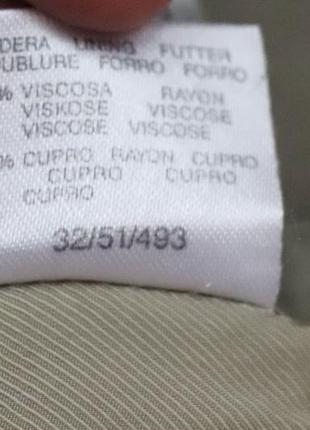 DERA LINING FUTTER
OUBLURE FORRO FORRO
% VISCOSA RAYON
VISKOSE VISCOSE
VISCOSE VISCOSE
% CUPRO RAYON CUPRO
CUPRO CUPRO
CUPRO
32/51/493